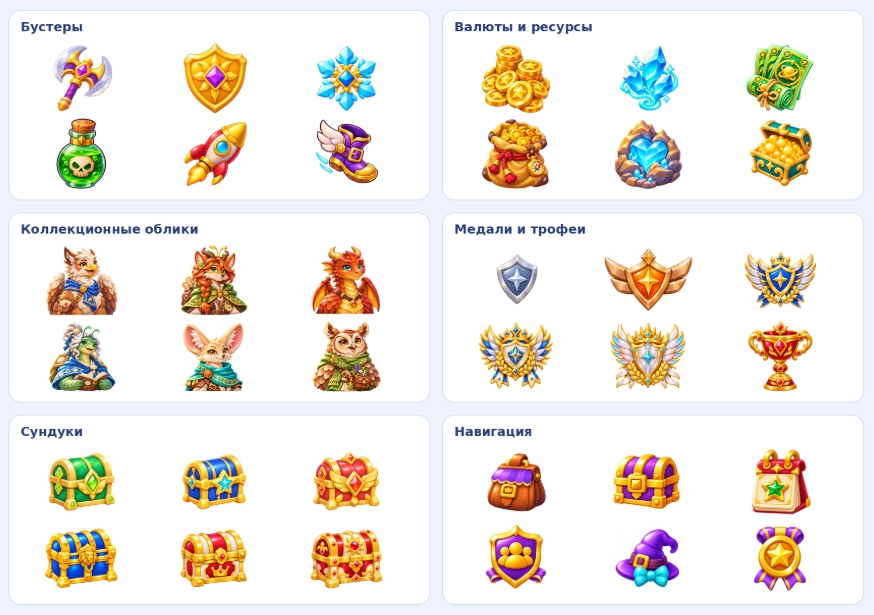 Бустеры
Валюты и ресурсы
Коллекционные облики
Медали и трофеи
Сундуки
Навигация